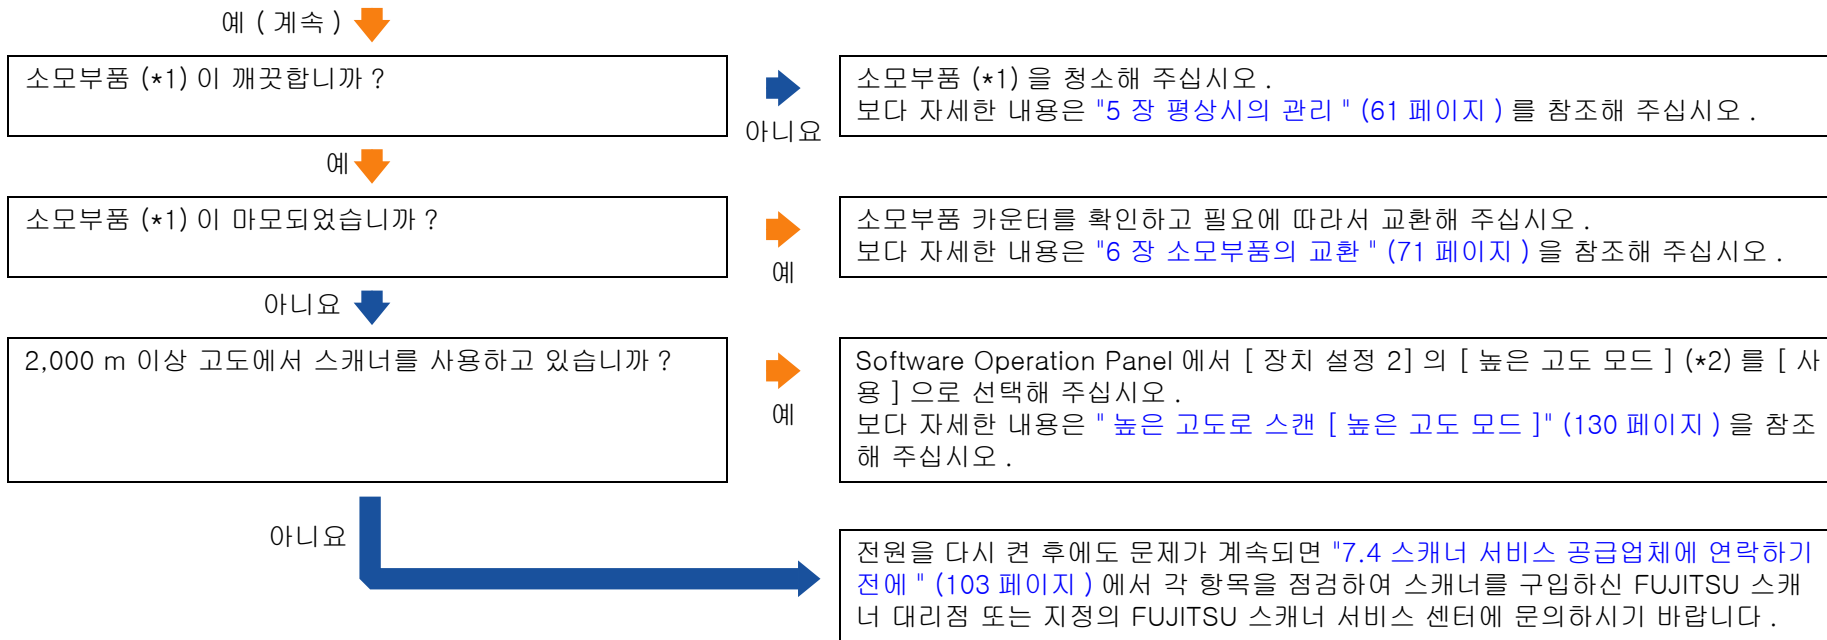 예 ( 계속 )
소모부품 (*1) 이 깨끗합니까 ?
아니요
소모부품 (*1) 을 청소해 주십시오 .
보다 자세한 내용은 "5 장 평상시의 관리 " (61 페이지 ) 를 참조해 주십시오 .
예
소모부품 (*1) 이 마모되었습니까 ?
예
소모부품 카운터를 확인하고 필요에 따라서 교환해 주십시오 .
보다 자세한 내용은 "6 장 소모부품의 교환 " (71 페이지 ) 을 참조해 주십시오 .
아니요
2,000 m 이상 고도에서 스캐너를 사용하고 있습니까 ?
예
Software Operation Panel 에서 [ 장치 설정 2] 의 [ 높은 고도 모드 ] (*2) 를 [ 사
용 ] 으로 선택해 주십시오 .
보다 자세한 내용은 " 높은 고도로 스캔 [ 높은 고도 모드 ]" (130 페이지 ) 을 참조
해 주십시오 .
아니요
전원을 다시 켠 후에도 문제가 계속되면 "7.4 스캐너 서비스 공급업체에 연락하기
전에 " (103 페이지 ) 에서 각 항목을 점검하여 스캐너를 구입하신 FUJITSU 스캐
너 대리점 또는 지정의 FUJITSU 스캐너 서비스 센터에 문의하시기 바랍니다 .